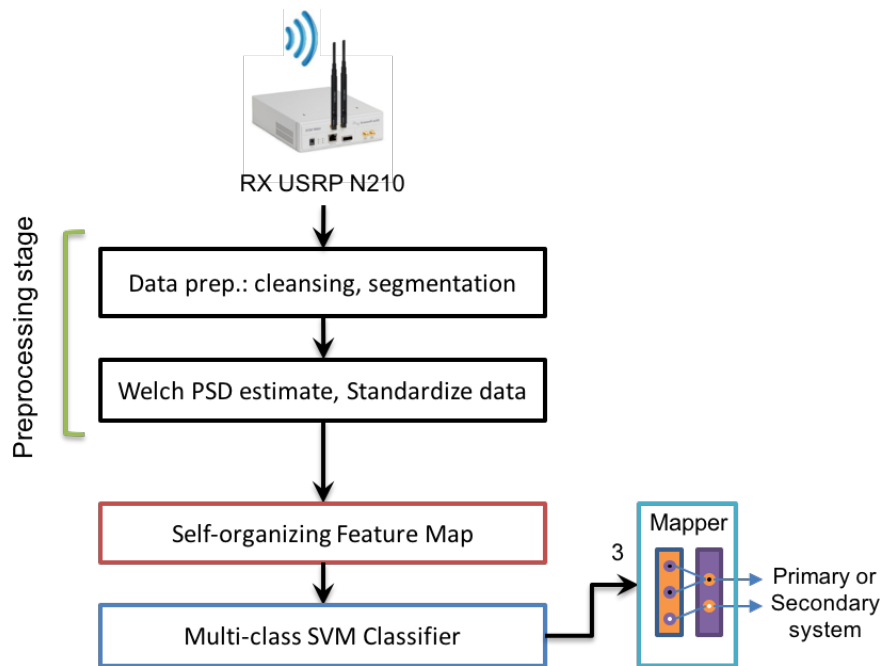 RX USRP N210
Preprocessing stage
Data prep.: cleansing, segmentation
Welch PSD estimate, Standardize data
Self-organizing Feature Map
Multi-class SVM Classifier
3
Mapper
Primary or
Secondary
system